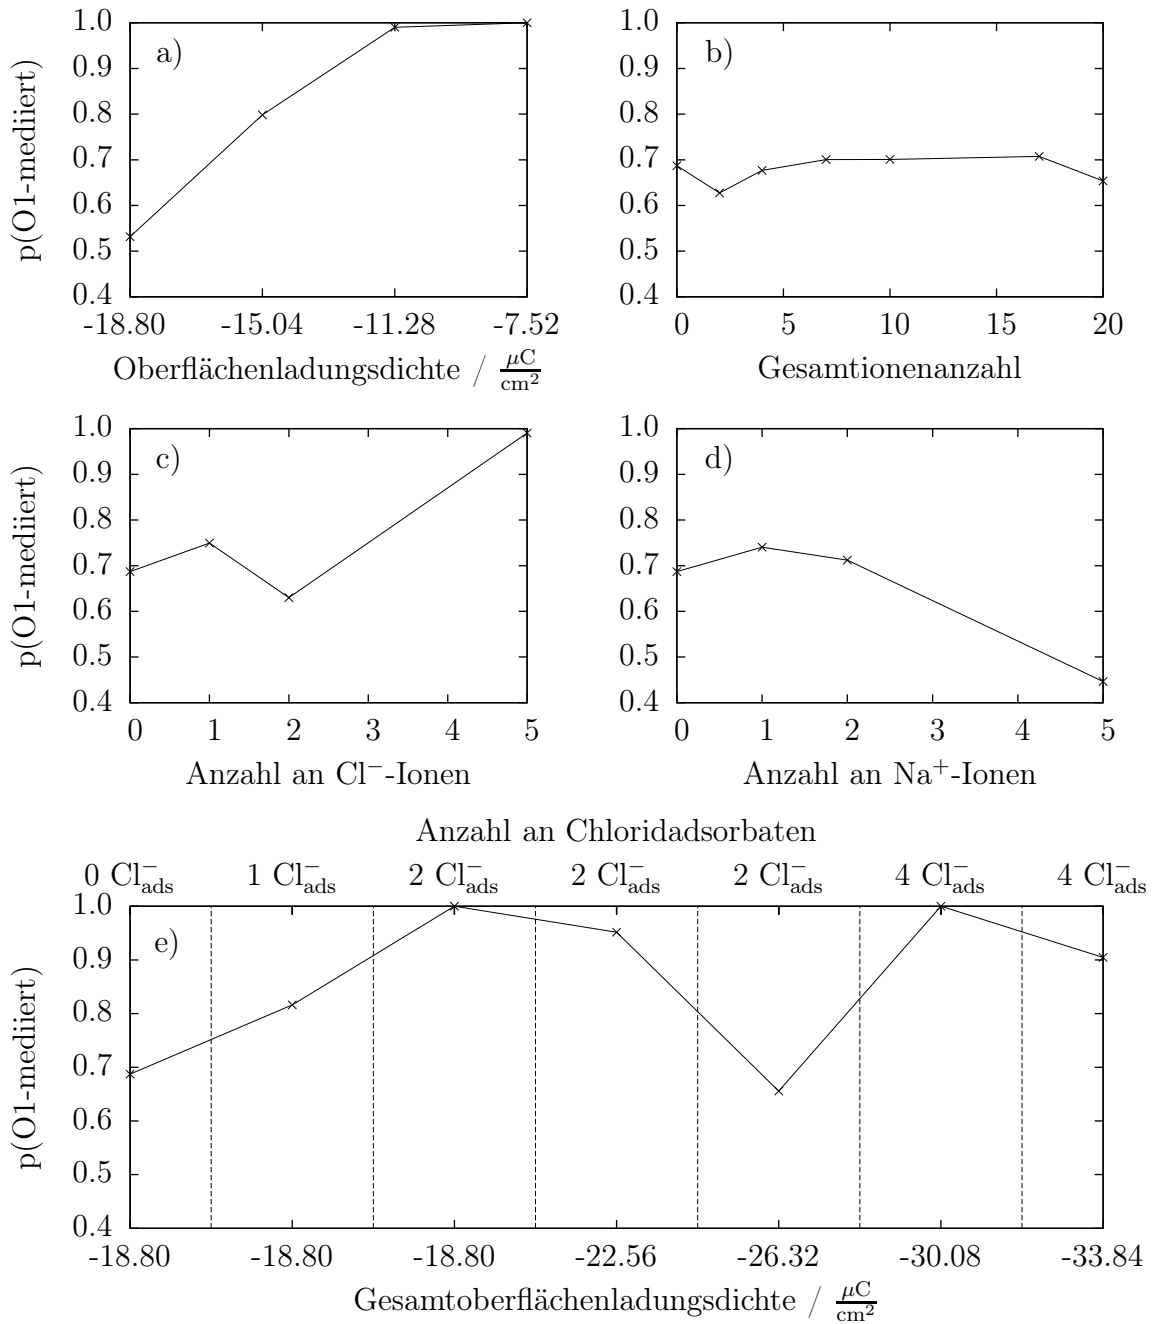 a)
p(O1-mediiert)
1.0
0.9
0.8
0.7
0.6
0.5
0.4
-18.80 -15.04 -11.28 -7.52
Oberflächenladungsdichte / μC/cm²
b)
1.0
0.9
0.8
0.7
0.6
0.5
0.4
0 5 10 15 20
Gesamtionenanzahl
c)
p(O1-mediiert)
1.0
0.9
0.8
0.7
0.6
0.5
0.4
0 1 2 3 4 5
Anzahl an Cl⁻-Ionen
d)
1.0
0.9
0.8
0.7
0.6
0.5
0.4
0 1 2 3 4 5
Anzahl an Na⁺-Ionen
Anzahl an Chloridadsorbaten
0 Cl⁻ads 1 Cl⁻ads 2 Cl⁻ads 2 Cl⁻ads 2 Cl⁻ads 4 Cl⁻ads 4 Cl⁻ads
e)
p(O1-mediiert)
1.0
0.9
0.8
0.7
0.6
0.5
0.4
-18.80 -18.80 -18.80 -22.56 -26.32 -30.08 -33.84
Gesamtoberflächenladungsdichte / μC/cm²